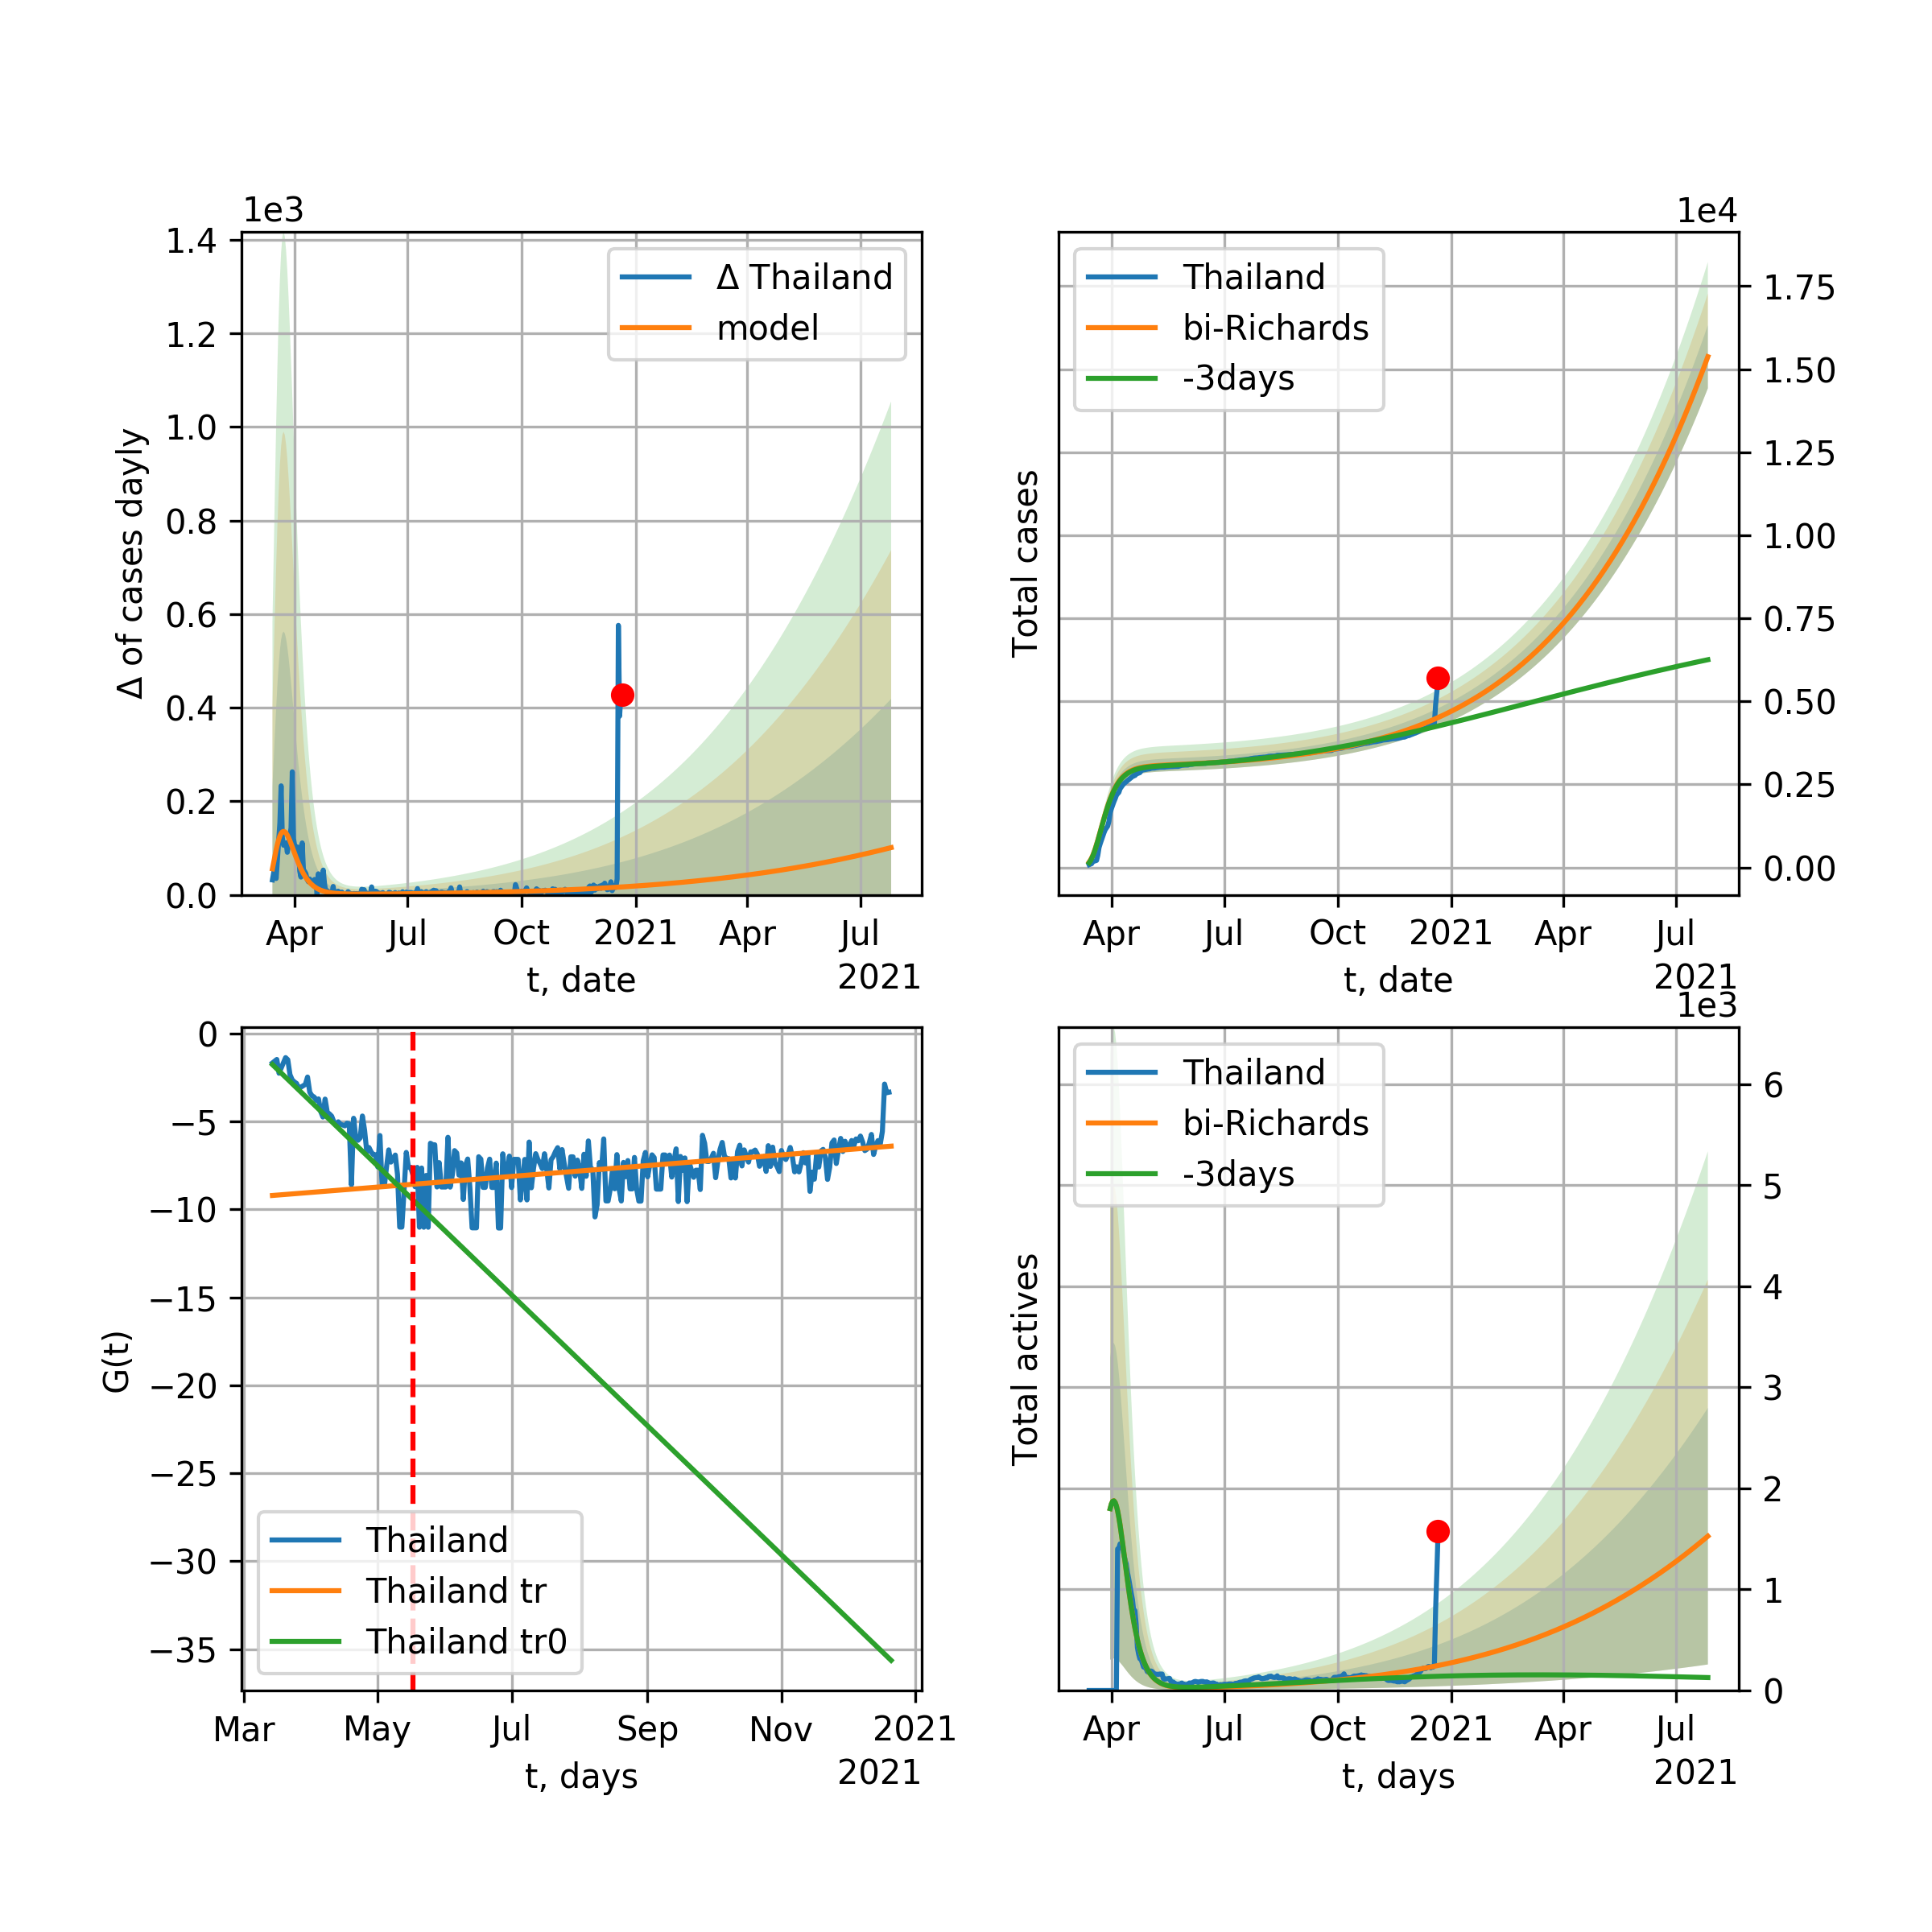 1e3
Δ of cases dayly
1.4
1.2
1.0
0.8
0.6
0.4
0.2
0.0
Δ Thailand
model
Apr Jul Oct 2021 Apr Jul
t, date
2021
1e4
Total cases
Thailand
bi-Richards
-3days
1.75
1.50
1.25
1.00
0.75
0.50
0.25
0.00
Apr Jul Oct 2021 Apr Jul
t, date
2021
G(t)
0
−5
−10
−15
−20
−25
−30
−35
Thailand
Thailand tr
Thailand tr0
Mar May Jul Sep Nov 2021
t, days
2021
1e3
Total actives
Thailand
bi-Richards
-3days
6
5
4
3
2
1
0
Apr Jul Oct 2021 Apr Jul
t, days
2021